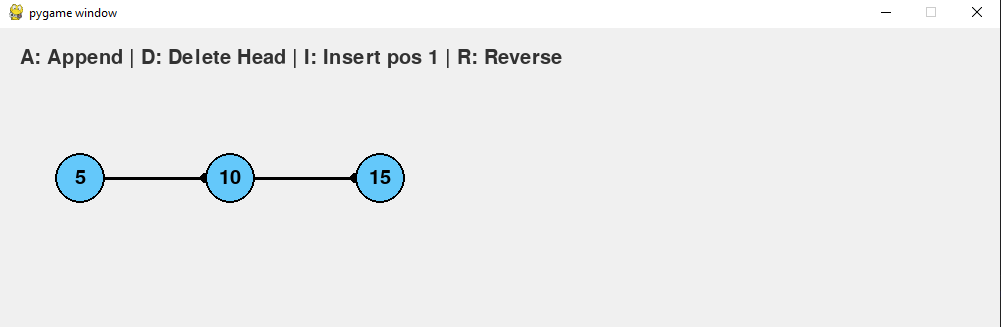 pygame window
A: Append | D: Delete Head | I: Insert pos 1 | R: Reverse
5 10 15